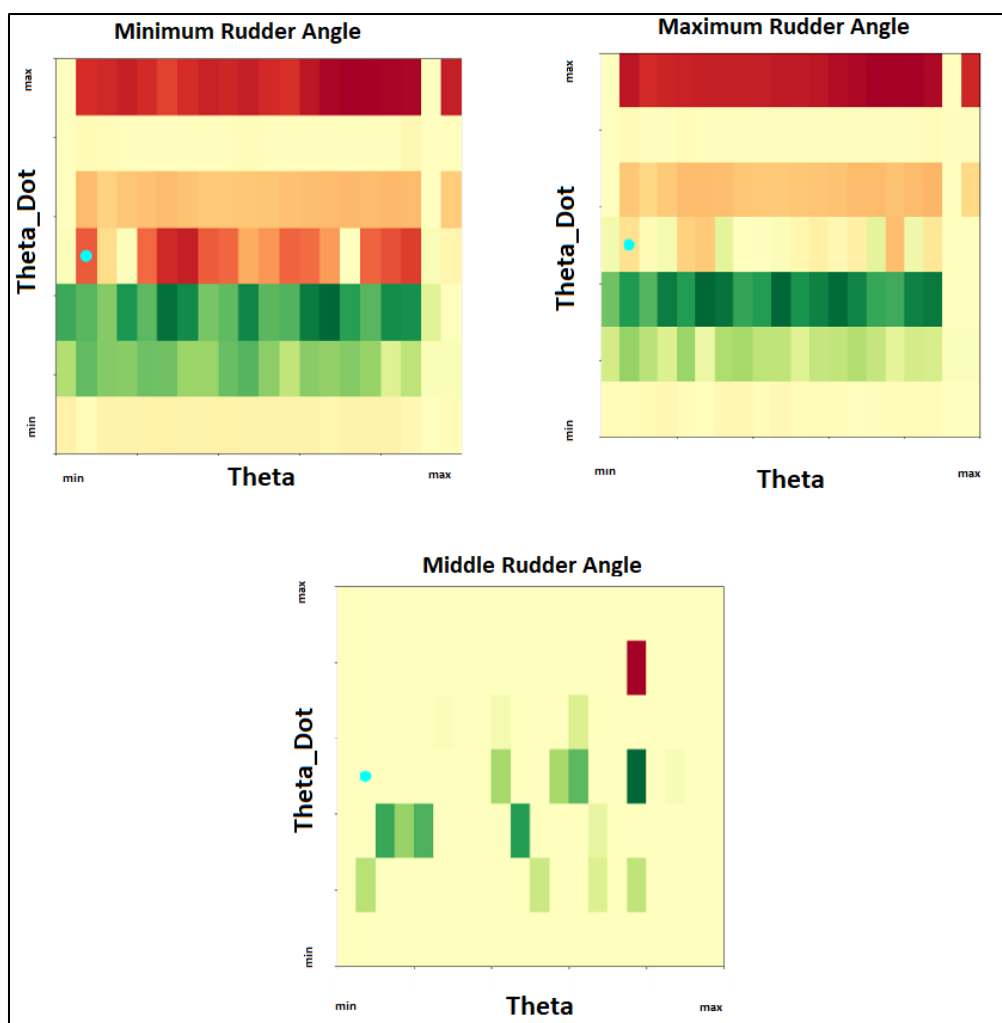 Minimum Rudder Angle
max
Theta_Dot
min
min
Theta
max
Maximum Rudder Angle
max
Theta_Dot
min
min
Theta
max
Middle Rudder Angle
max
Theta_Dot
min
min
Theta
max